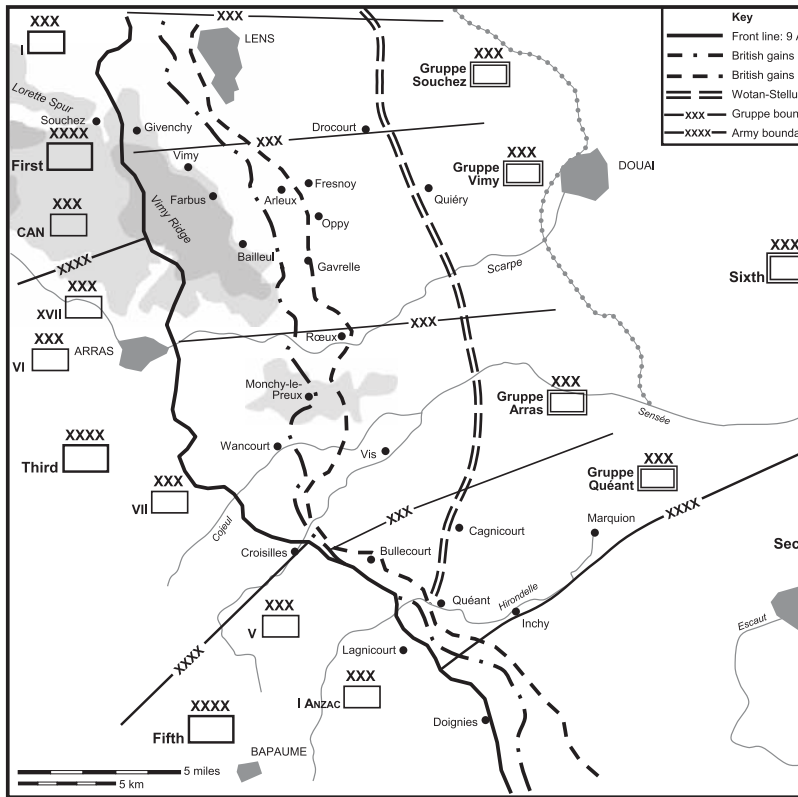 XXX
Key
Front line: 9 A
British gains
British gains
Wotan-Stellu
XXX Gruppe boun
XXXX Army bounda
XXX
I
LENS
XXX
Gruppe
Souchez
Lorette Spur
Souchez
Givenchy
XXX
Drocourt
XXXX
First
Vimy
Fresnoy
XXX
Gruppe
Vimy
DOUAI
Farbus
Arleux
Quiéry
Vimy Ridge
Oppy
XXX
CAN
Bailleul
Gavrelle
Scarpe
XXXX
Sixth
XXX
XVII
XXX
Rœux
XXX
VI
ARRAS
Monchy-le-
Preux
XXX
Gruppe
Arras
Sensée
XXXX
Third
Wancourt
Vis
XXX
Gruppe
Quéant
XXX
VII
XXX
XXXX
Cojeul
Cagnicourt
Marquion
Croisilles
Bullecourt
Sec
Quéant
Hirondelle
Inchy
Escaut
XXX
V
Lagnicourt
XXXX
XXX
I ANZAC
XXXX
Fifth
Doignies
BAPAUME
5 miles
5 km